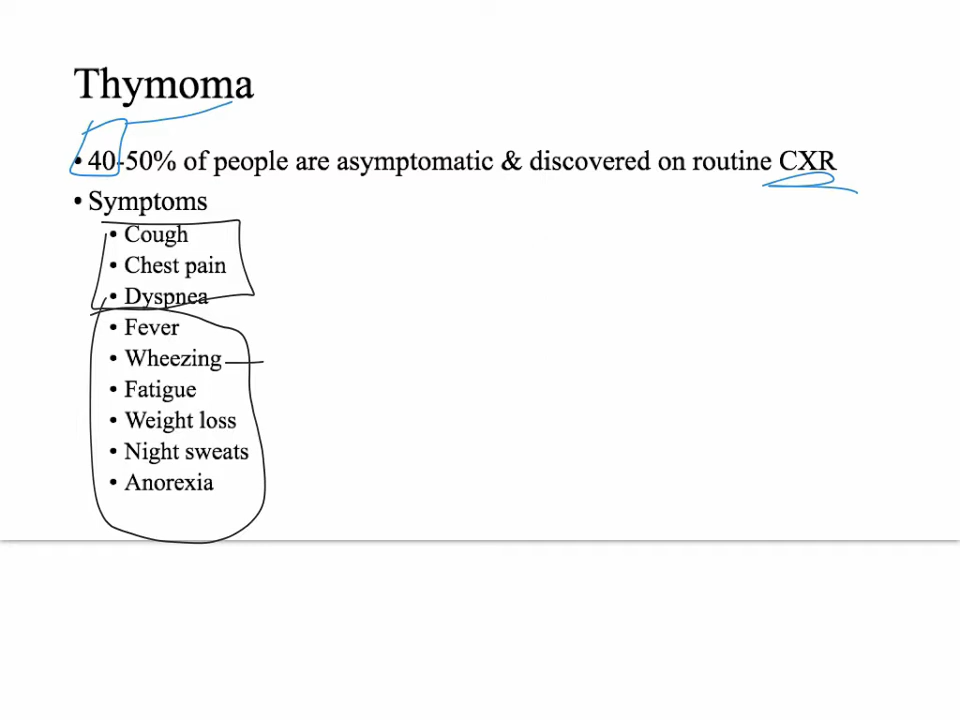 Thymoma
• 40-50% of people are asymptomatic & discovered on routine CXR
• Symptoms
• Cough
• Chest pain
• Dyspnea
• Fever
• Wheezing
• Fatigue
• Weight loss
• Night sweats
• Anorexia